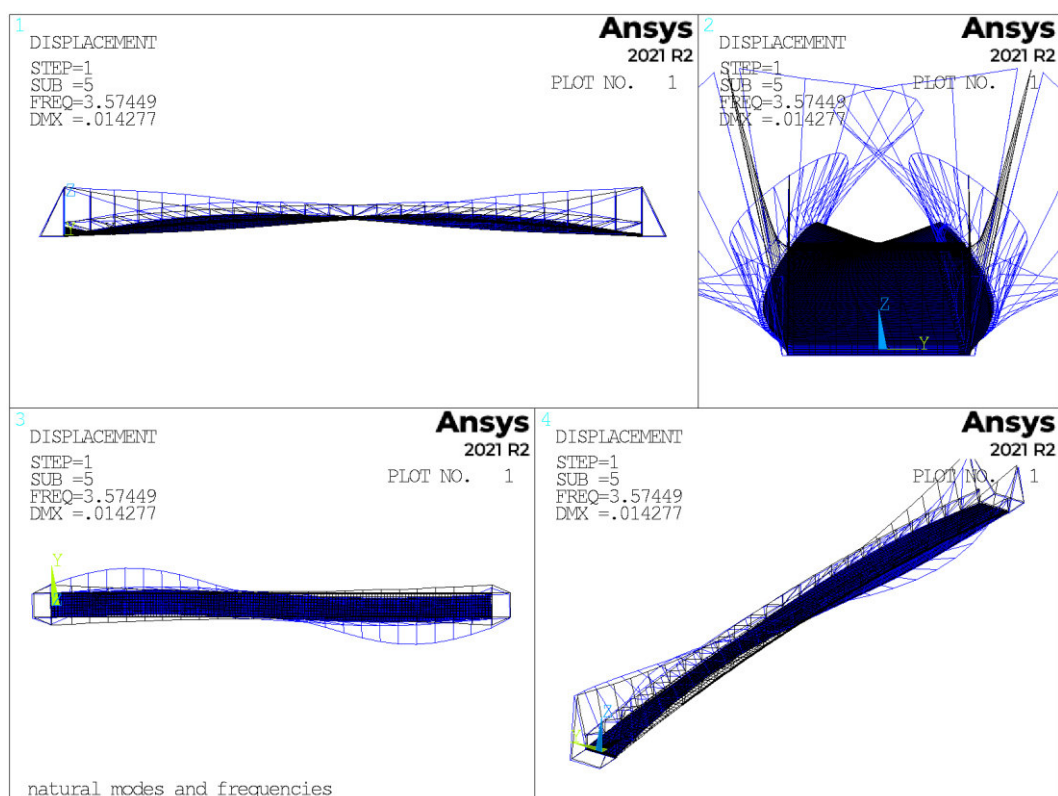 1
Ansys
2021 R2
DISPLACEMENT
STEP=1
SUB =5
FREQ=3.57449
DMX =.014277
PLOT NO. 1
Z
2
Ansys
2021 R2
DISPLACEMENT
STEP=1
SUB =5
FREQ=3.57449
DMX =.014277
PLOT NO. 1
Z
Y
3
Ansys
2021 R2
DISPLACEMENT
STEP=1
SUB =5
FREQ=3.57449
DMX =.014277
PLOT NO. 1
Y
natural modes and frequencies
4
Ansys
2021 R2
DISPLACEMENT
STEP=1
SUB =5
FREQ=3.57449
DMX =.014277
PLOT NO. 1
Z
Y